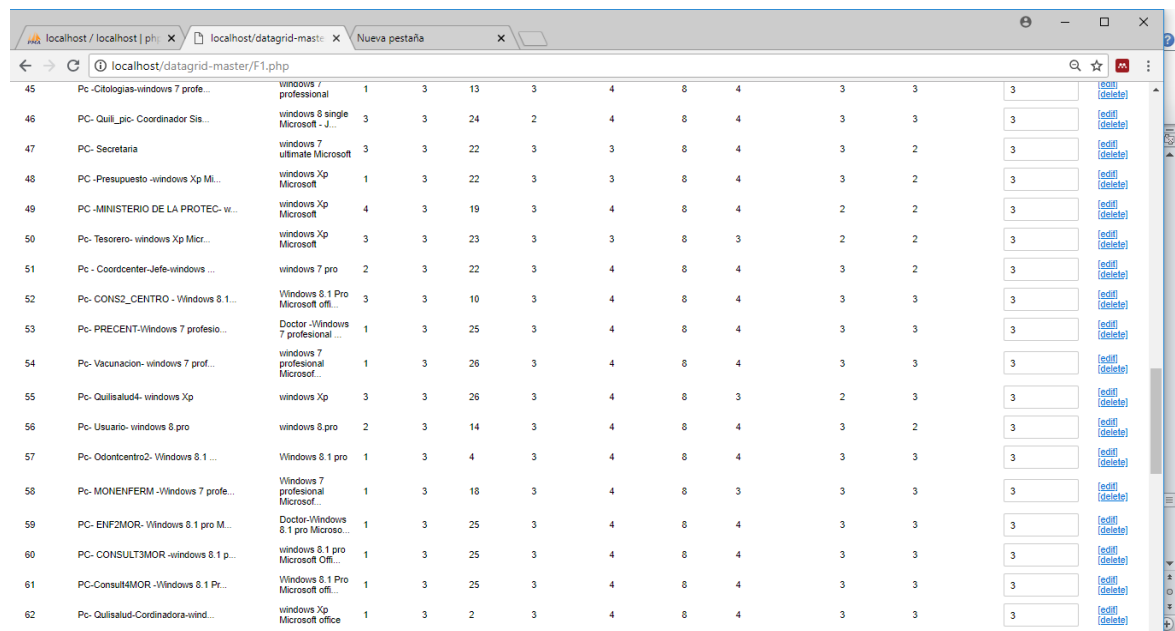 localhost / localhost | php
localhost/datagrid-maste
Nueva pestaña
localhost/datagrid-master/F1.php
45 Pc -Citologias-windows 7 profe... windows 7 professional 1 3 13 3 4 8 4 3 3 3 [edit] [delete]
46 PC- Quili_pic- Coordinador Sis... windows 8 single Microsoft - J... 3 3 24 2 4 8 4 3 3 3 [edit] [delete]
47 PC- Secretaria windows 7 ultimate Microsoft 3 3 22 3 3 8 4 3 2 3 [edit] [delete]
48 PC -Presupuesto -windows Xp Mi... windows Xp Microsoft 1 3 22 3 3 8 4 3 2 3 [edit] [delete]
49 PC -MINISTERIO DE LA PROTEC- w... windows Xp Microsoft 4 3 19 3 4 8 4 2 2 3 [edit] [delete]
50 Pc- Tesorero- windows Xp Micr... windows Xp Microsoft 3 3 23 3 3 8 3 2 2 3 [edit] [delete]
51 Pc - Coordcenter-Jefe-windows ... windows 7 pro 2 3 22 3 4 8 4 3 2 3 [edit] [delete]
52 Pc- CONS2_CENTRO - Windows 8.1... Windows 8.1 Pro Microsoft offi... 3 3 10 3 4 8 4 3 3 3 [edit] [delete]
53 Pc- PRECENT-Windows 7 profesio... Doctor -Windows 7 profesional ... 1 3 25 3 4 8 4 3 3 3 [edit] [delete]
54 Pc- Vacunacion- windows 7 prof... windows 7 profesional Microsof... 1 3 26 3 4 8 4 3 3 3 [edit] [delete]
55 Pc- Quilisalud4- windows Xp windows Xp 3 3 26 3 4 8 3 2 3 3 [edit] [delete]
56 Pc- Usuario- windows 8.pro windows 8.pro 2 3 14 3 4 8 4 3 2 3 [edit] [delete]
57 Pc- Odontcentro2- Windows 8.1 ... Windows 8.1 pro 1 3 4 3 4 8 4 3 3 3 [edit] [delete]
58 Pc- MONENFERM -Windows 7 profe... Windows 7 profesional Microsof... 1 3 18 3 4 8 3 3 3 3 [edit] [delete]
59 Pc- ENF2MOR- Windows 8.1 pro M... Doctor-Windows 8.1 pro Microso... 1 3 25 3 4 8 4 3 3 3 [edit] [delete]
60 PC- CONSULT3MOR -windows 8.1 p... windows 8.1 pro Microsoft Offi... 1 3 25 3 4 8 4 3 3 3 [edit] [delete]
61 PC-Consult4MOR -Windows 8.1 Pr... Windows 8.1 Pro Microsoft offi... 1 3 25 3 4 8 4 3 3 3 [edit] [delete]
62 Pc- Qulisalud-Cordinadora-wind... windows Xp Microsoft office 1 3 2 3 4 8 4 3 3 3 [edit] [delete]